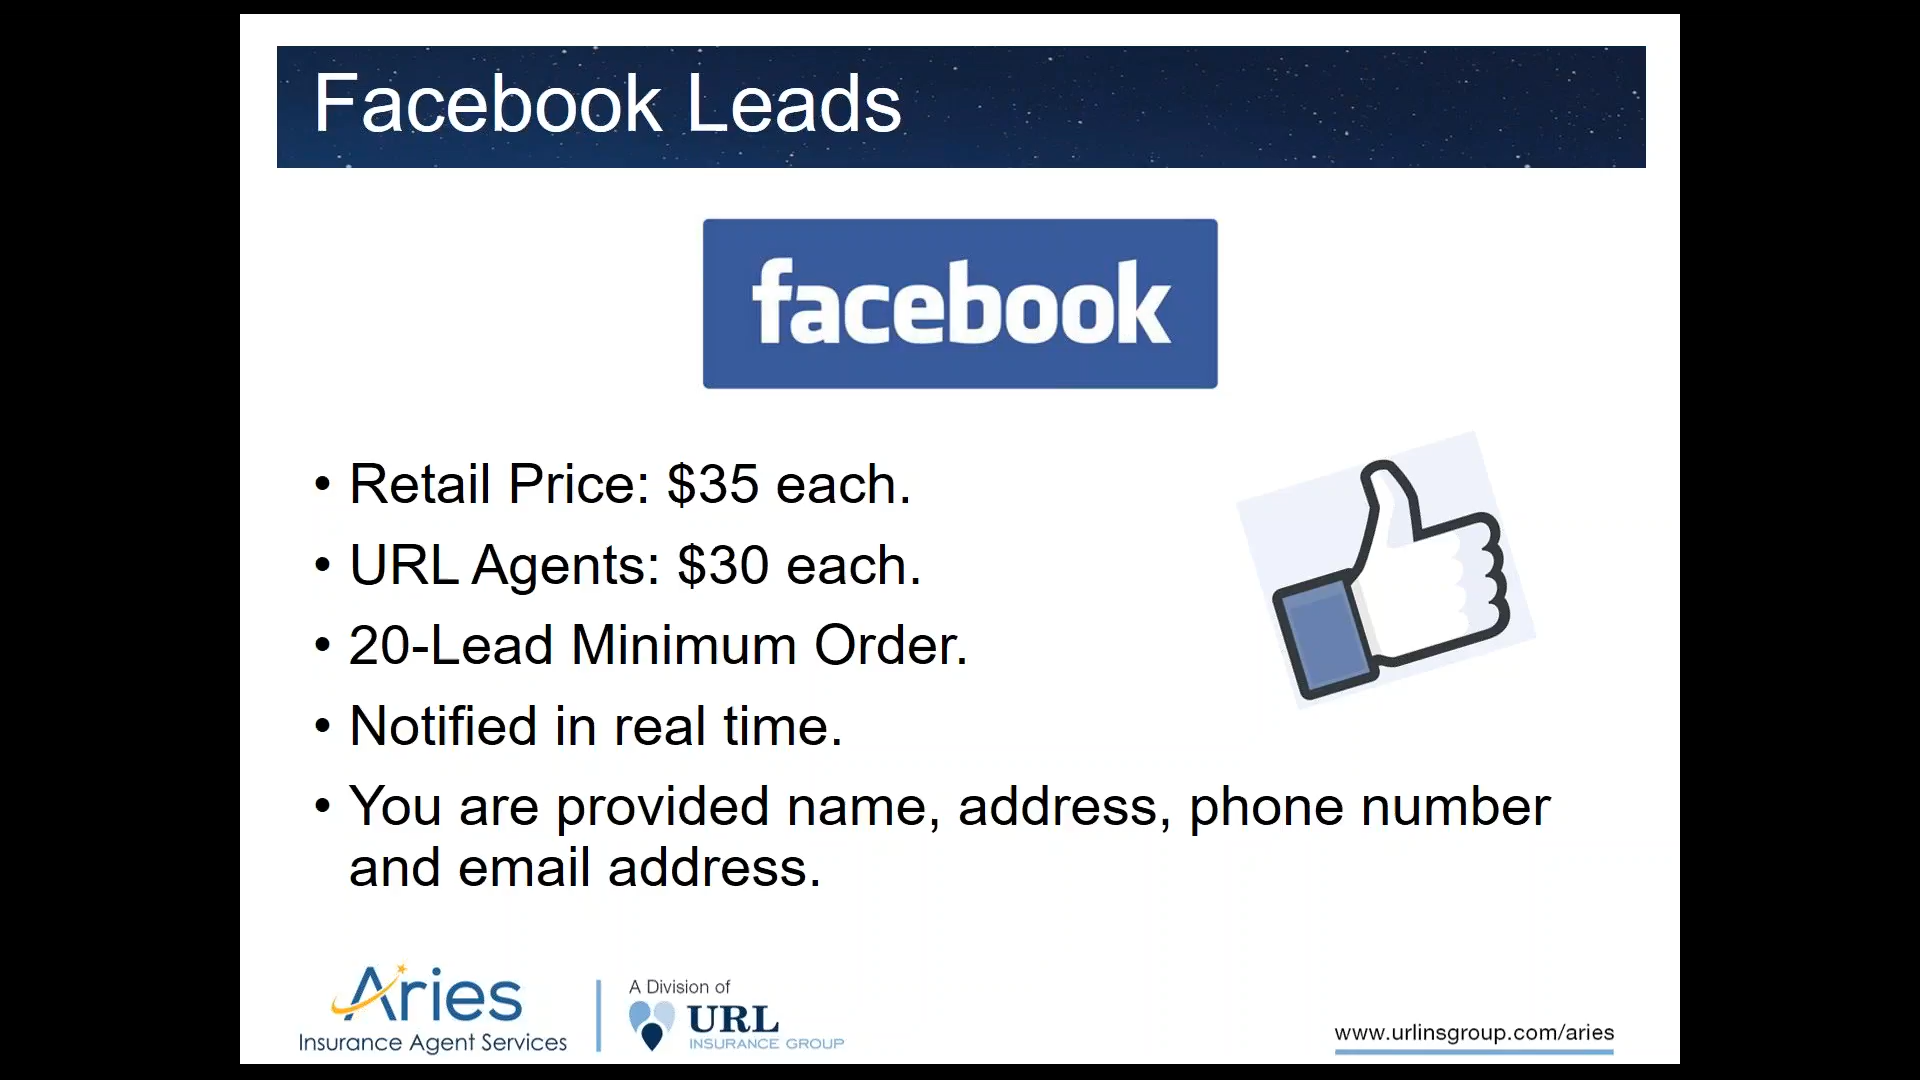 Facebook Leads
facebook
• Retail Price: $35 each.
• URL Agents: $30 each.
• 20-Lead Minimum Order.
• Notified in real time.
• You are provided name, address, phone number
and email address.
Aries
Insurance Agent Services
A Division of
URL
INSURANCE GROUP
www.urlinsgroup.com/aries